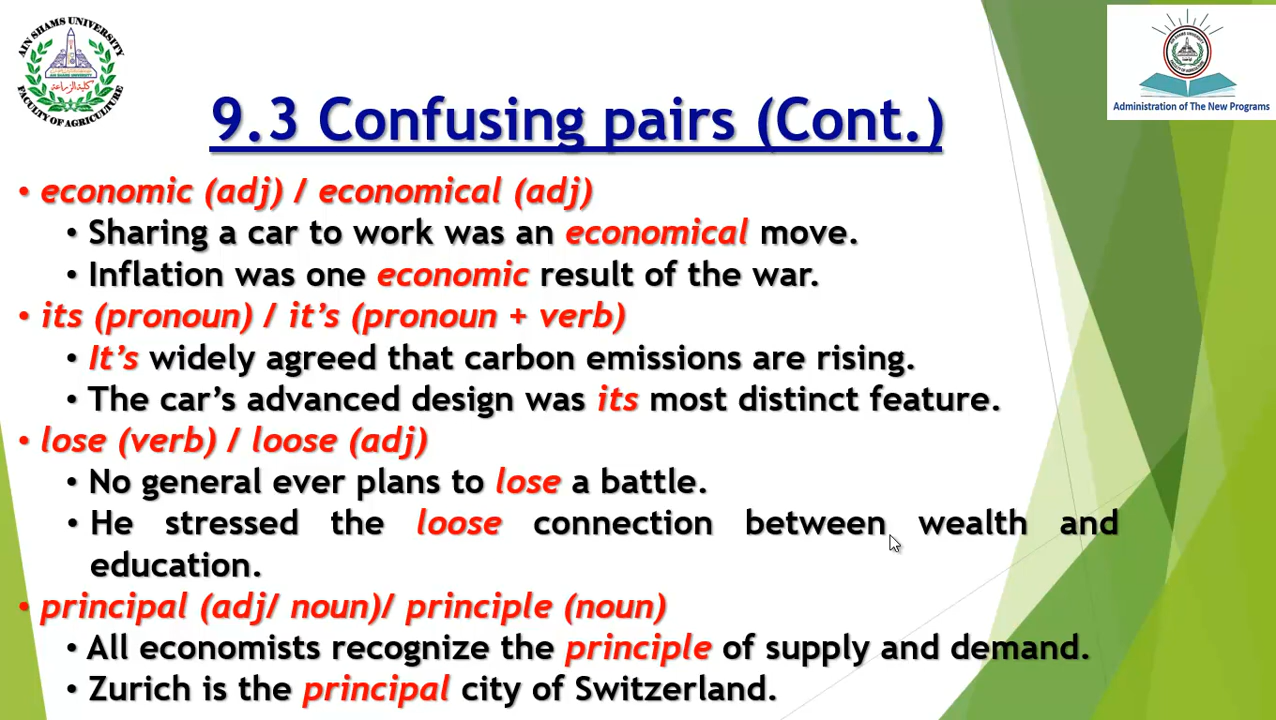 AIN SHAMS UNIVERSITY
كلية الزراعة
FACULTY OF AGRICULTURE
Administration of The New Programs
9.3 Confusing pairs (Cont.)
• economic (adj) / economical (adj)
• Sharing a car to work was an economical move.
• Inflation was one economic result of the war.
• its (pronoun) / it’s (pronoun + verb)
• It’s widely agreed that carbon emissions are rising.
• The car’s advanced design was its most distinct feature.
• lose (verb) / loose (adj)
• No general ever plans to lose a battle.
• He stressed the loose connection between wealth and
education.
• principal (adj/ noun)/ principle (noun)
• All economists recognize the principle of supply and demand.
• Zurich is the principal city of Switzerland.